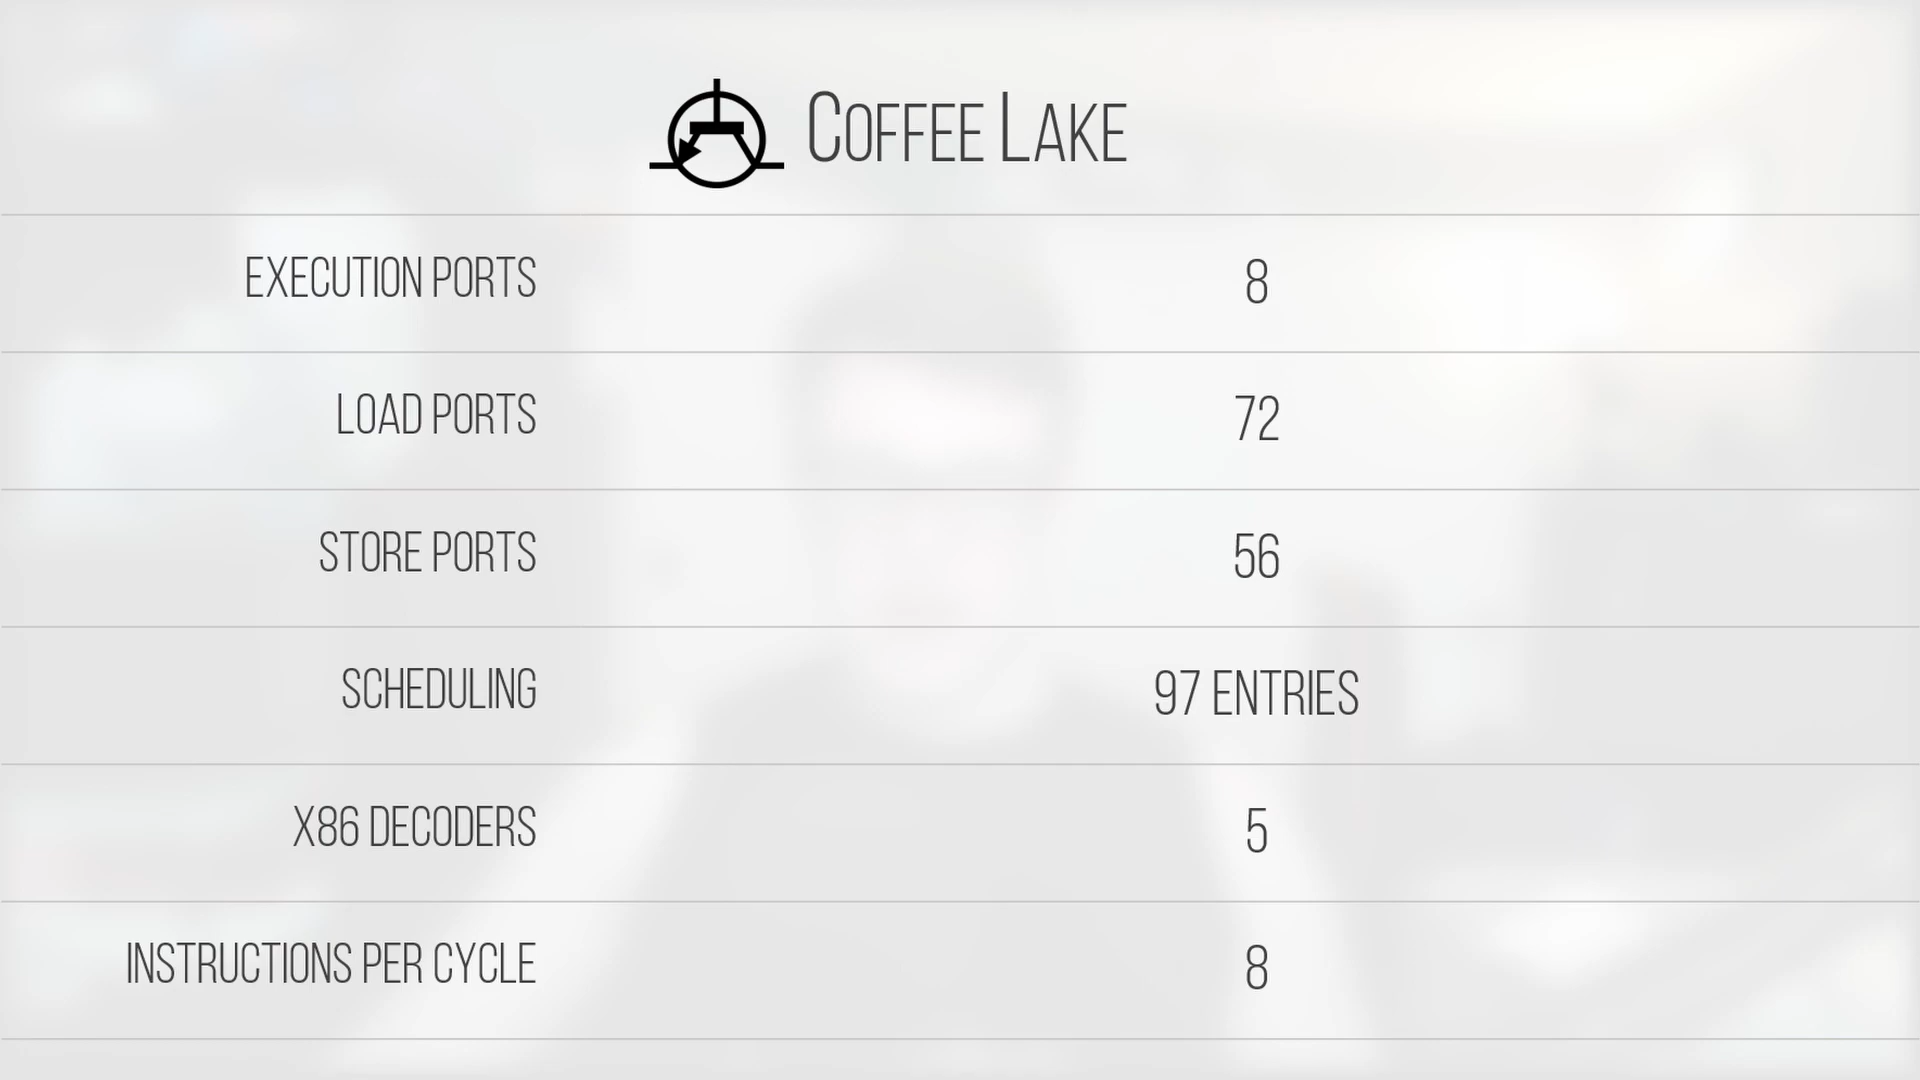 COFFEE LAKE
EXECUTION PORTS 8
LOAD PORTS 72
STORE PORTS 56
SCHEDULING 97 ENTRIES
X86 DECODERS 5
INSTRUCTIONS PER CYCLE 8